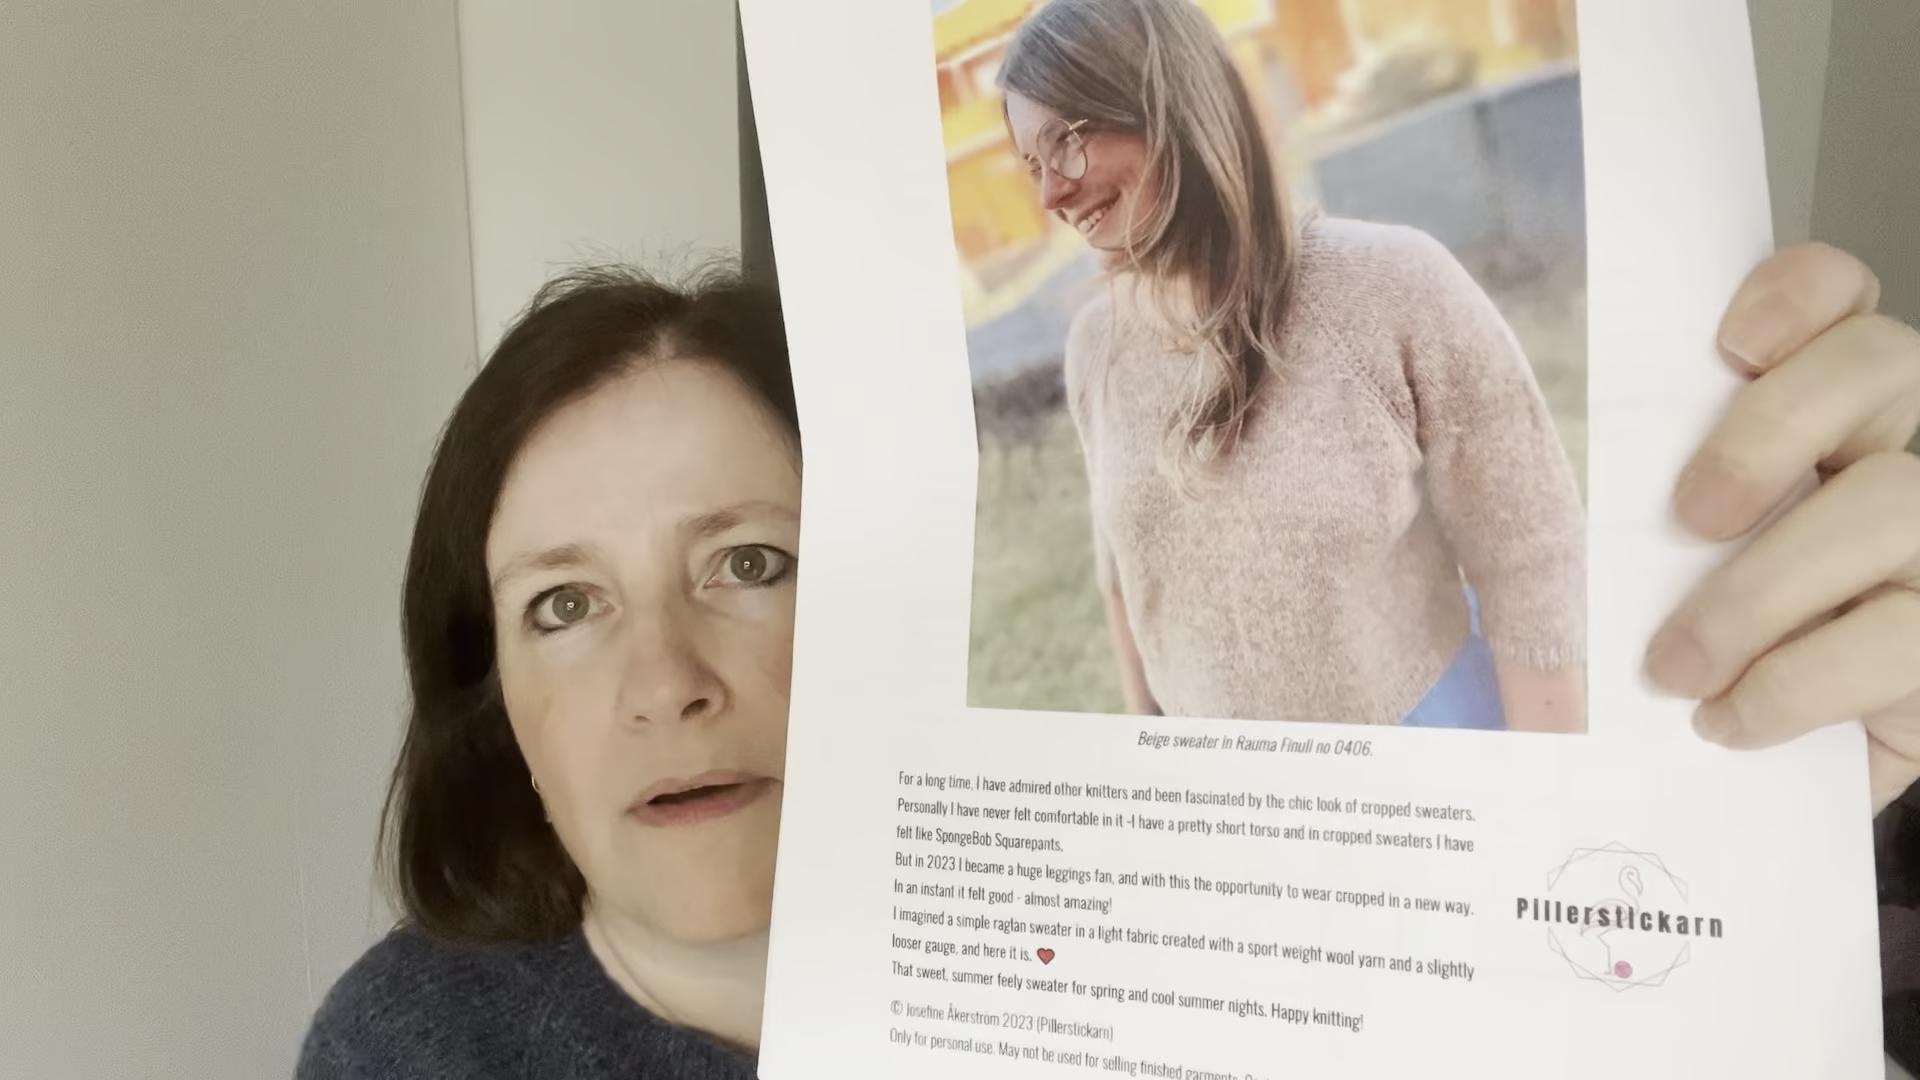 Beige sweater in Rauma Finull no 0406.
For a long time, I have admired other knitters and been fascinated by the chic look of cropped sweaters.
Personally I have never felt comfortable in it -I have a pretty short torso and in cropped sweaters I have
felt like SpongeBob Squarepants.
But in 2023 I became a huge leggings fan, and with this the opportunity to wear cropped in a new way.
In an instant it felt good - almost amazing!
I imagined a simple raglan sweater in a light fabric created with a sport weight wool yarn and a slightly
looser gauge, and here it is. ❤
That sweet, summer feely sweater for spring and cool summer nights. Happy knitting!
© Josefine Åkerström 2023 (Pillerstickarn)
Only for personal use. May not be used for selling finished garments.
Pillerstickarn